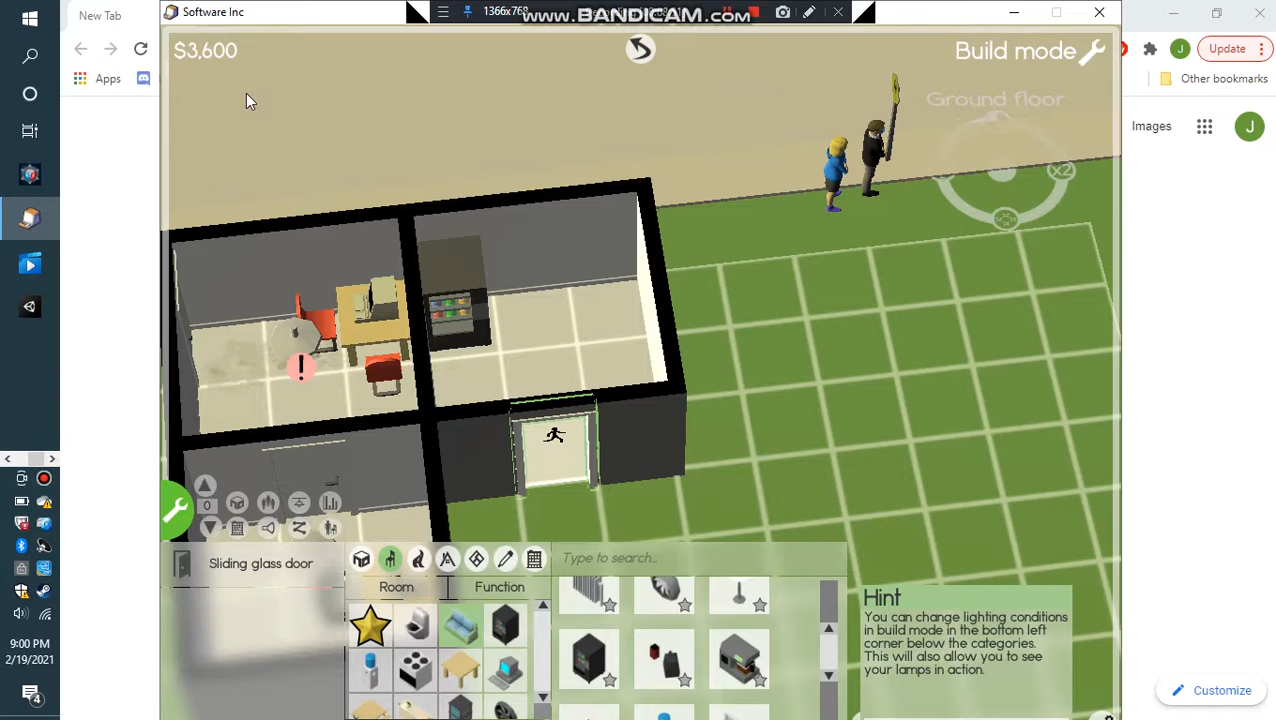 New Tab
Software Inc
1366x768
www.BANDICAM.com
$3,600
Build mode
Update
Apps
Other bookmarks
Ground floor
Images
J
J
x2
!
0
Sliding glass door
Type to search...
Room
Function
Hint
You can change lighting conditions
in build mode in the bottom left
corner below the categories.
This will also allow you to see
your lamps in action.
9:00 PM
2/19/2021
4
Customize